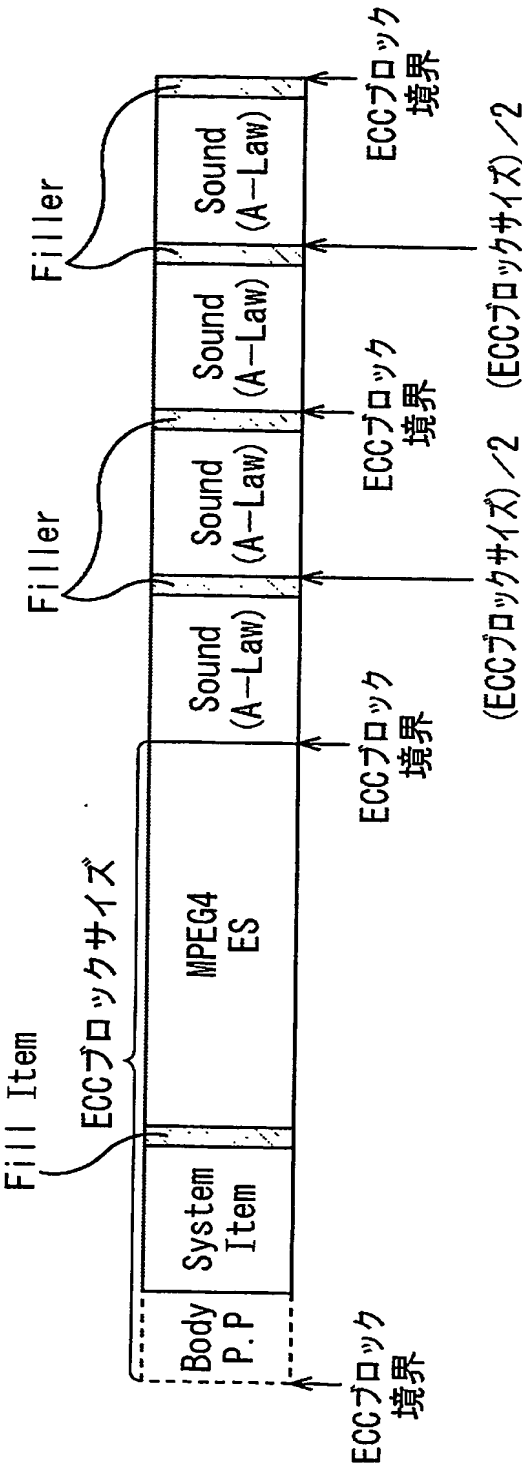 Fill Item
ECCブロックサイズ
Filler
Filler
Body
P.P
System
Item
MPEG4
ES
Sound
(A-Law)
Sound
(A-Law)
Sound
(A-Law)
Sound
(A-Law)
ECCブロック
境界
ECCブロック
境界
ECCブロック
境界
ECCブロック
境界
(ECCブロックサイズ)/2
(ECCブロックサイズ)/2